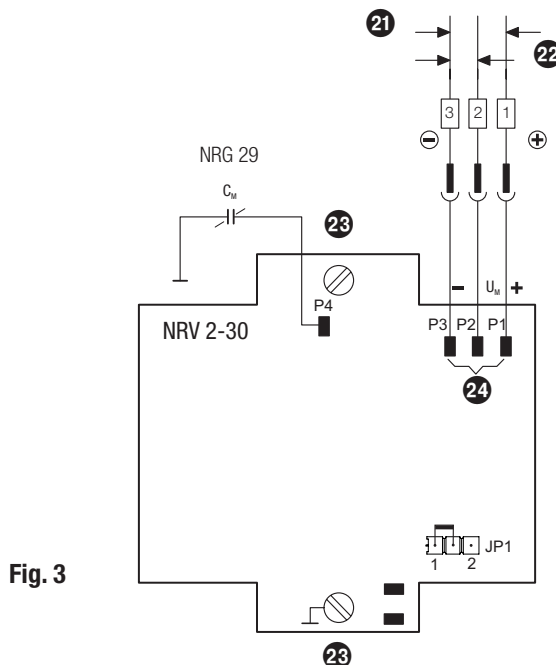 21
22
3 2 1
− +
NRG 29
C_M
23
P4
− U_M +
NRV 2-30
P3 P2 P1
24
JP1
1 2
Fig. 3
23